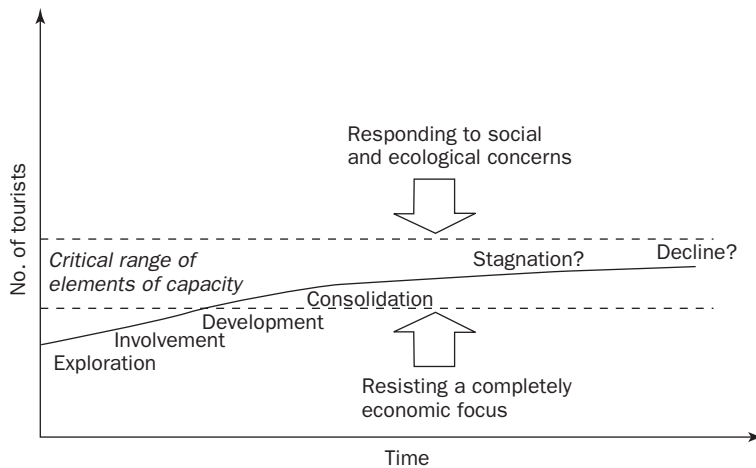 No. of tourists
Responding to social
and ecological concerns
Critical range of
elements of capacity
Stagnation?
Decline?
Consolidation
Development
Involvement
Exploration
Resisting a completely
economic focus
Time